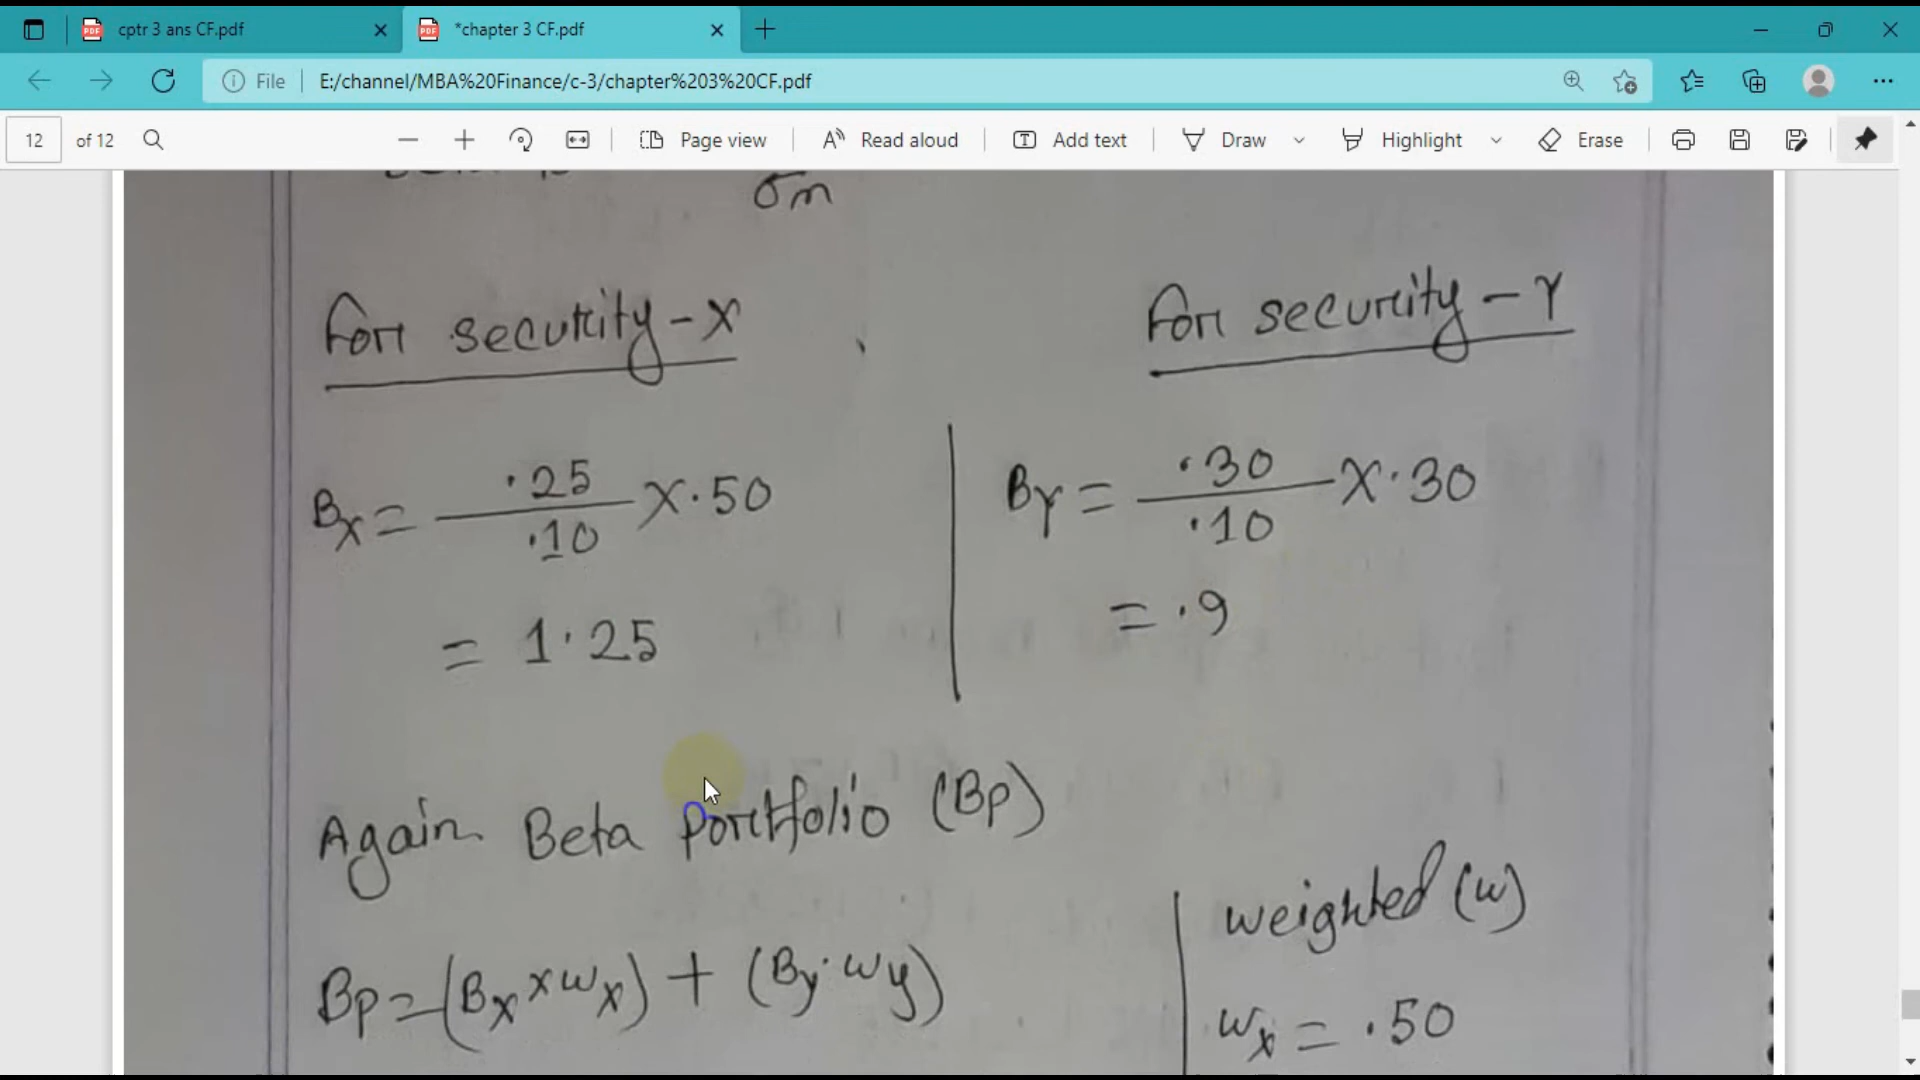 cptr 3 ans CF.pdf
*chapter 3 CF.pdf
File
E:/channel/MBA%20Finance/c-3/chapter%203%20CF.pdf
12 of 12
Page view
Read aloud
Add text
Draw
Highlight
Erase
σm
For security - X
For security - Y
Bx = .25 / .10 X .50
= 1.25
By = .30 / .10 X .30
= .9
Again Beta portfolio (Bp)
Bp = (Bx × wx) + (By . wy)
weighted (w)
wx = .50